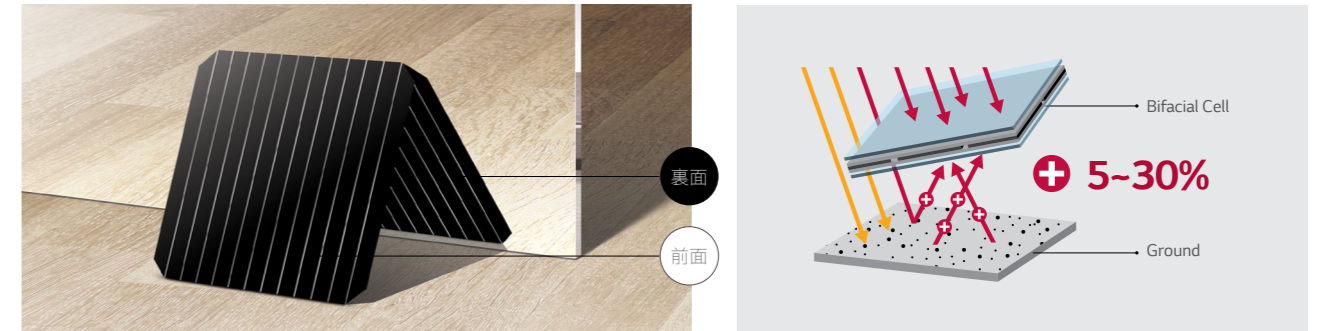 裏面
前面
Bifacial Cell
+ 5~30%
Ground